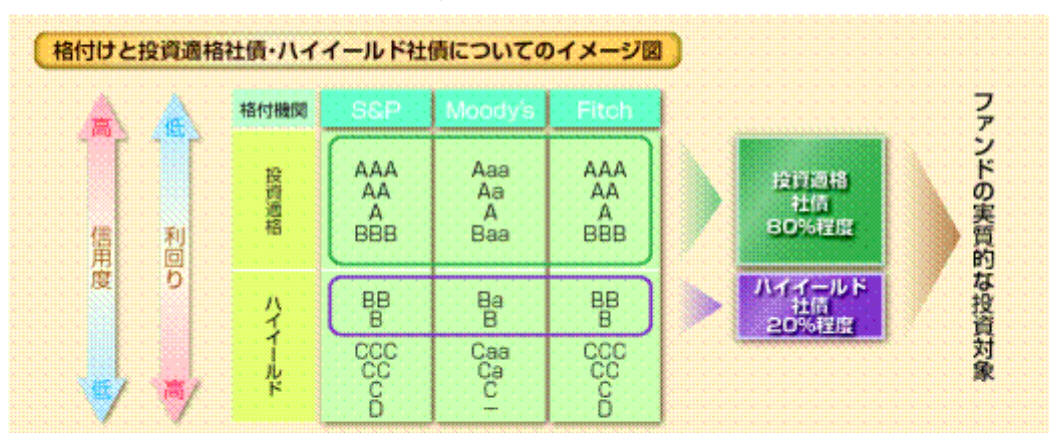 格付けと投資適格社債・ハイイールド社債についてのイメージ図
高
信用度
低
低
利回り
高
格付機関
S&P
Moody's
Fitch
投資適格
AAA
AA
A
BBB
Aaa
Aa
A
Baa
AAA
AA
A
BBB
ハイイールド
BB
B
Ba
B
BB
B
CCC
CC
C
D
Caa
Ca
C
–
CCC
CC
C
D
投資適格
社債
80%程度
ハイイールド
社債
20%程度
ファンドの実質的な投資対象